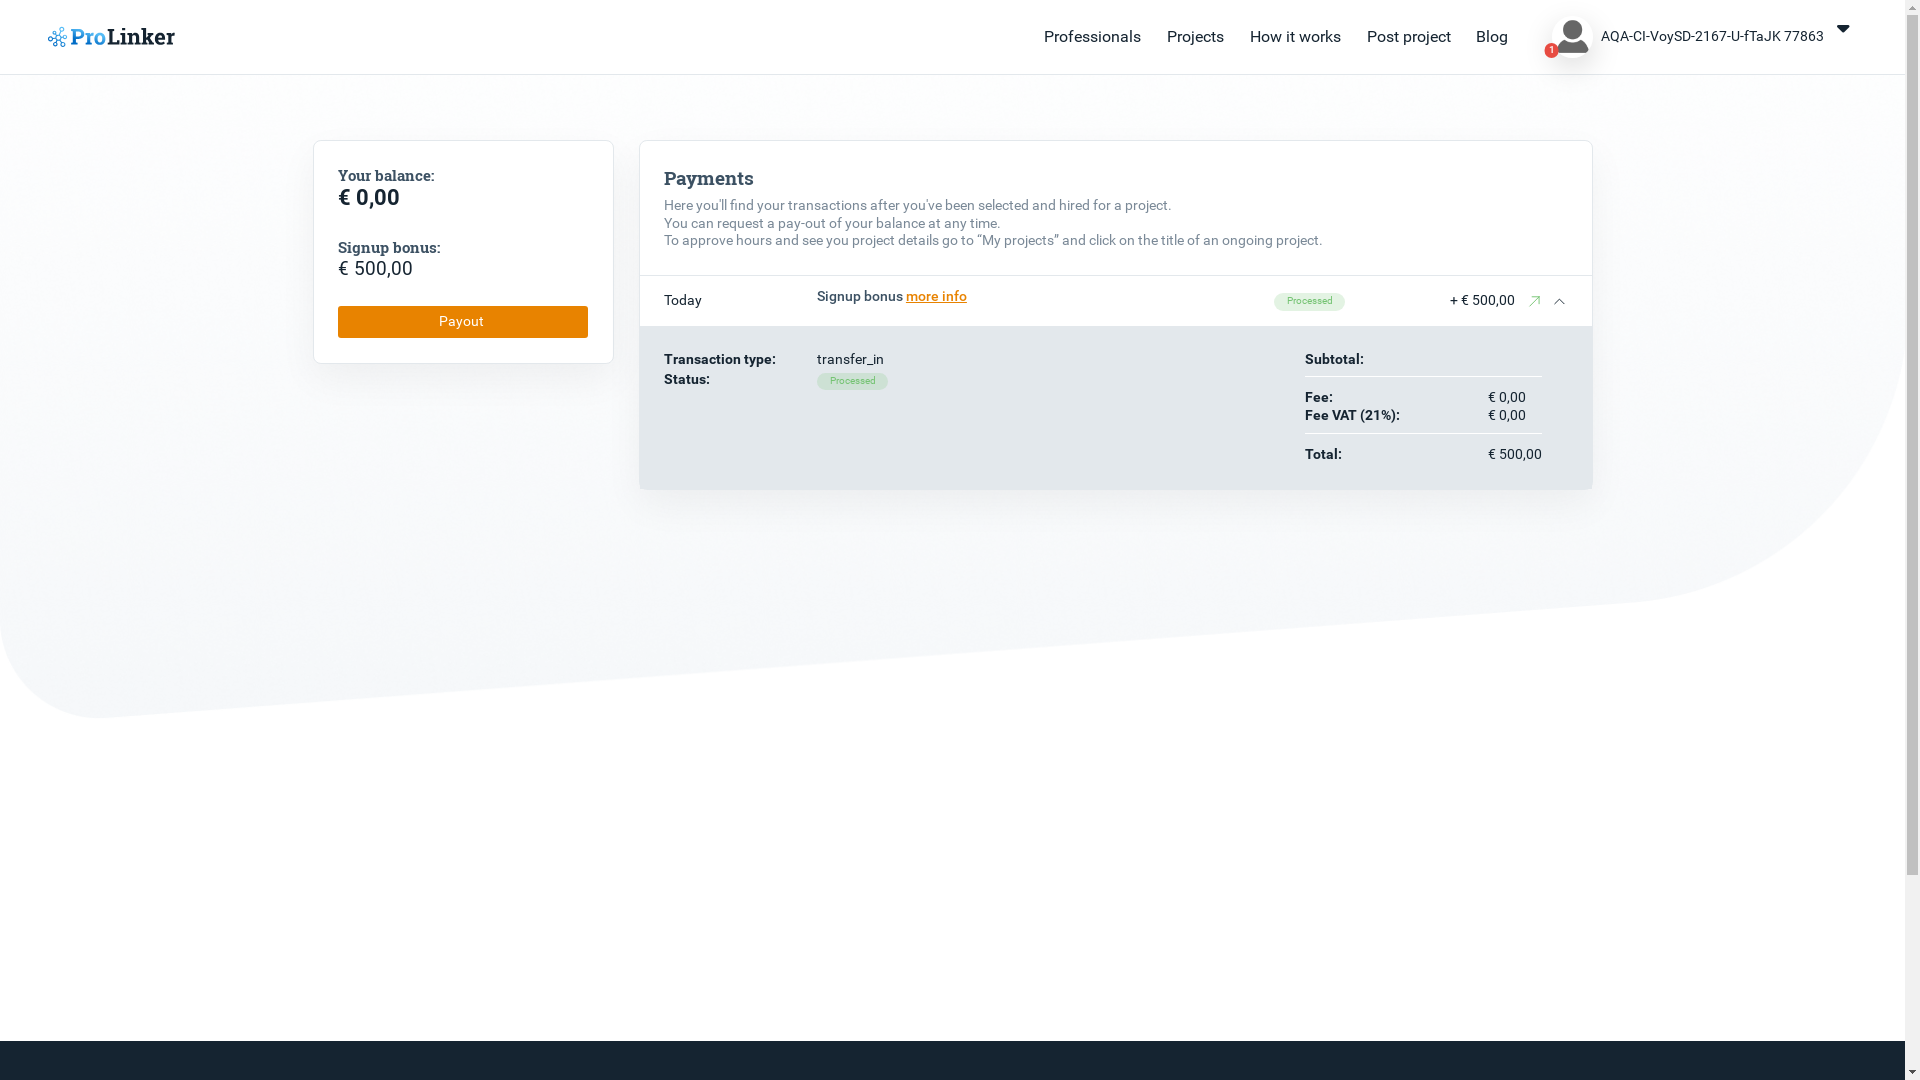 ProLinker
Professionals Projects How it works Post project Blog 1 AQA-CI-VoySD-2167-U-fTaJK 77863
Your balance:
€ 0,00
Signup bonus:
€ 500,00
Payout
Payments
Here you'll find your transactions after you've been selected and hired for a project.
You can request a pay-out of your balance at any time.
To approve hours and see you project details go to “My projects” and click on the title of an ongoing project.
Today Signup bonus more info Processed + € 500,00
Transaction type: transfer_in
Status: Processed
Subtotal:
Fee: € 0,00
Fee VAT (21%): € 0,00
Total: € 500,00